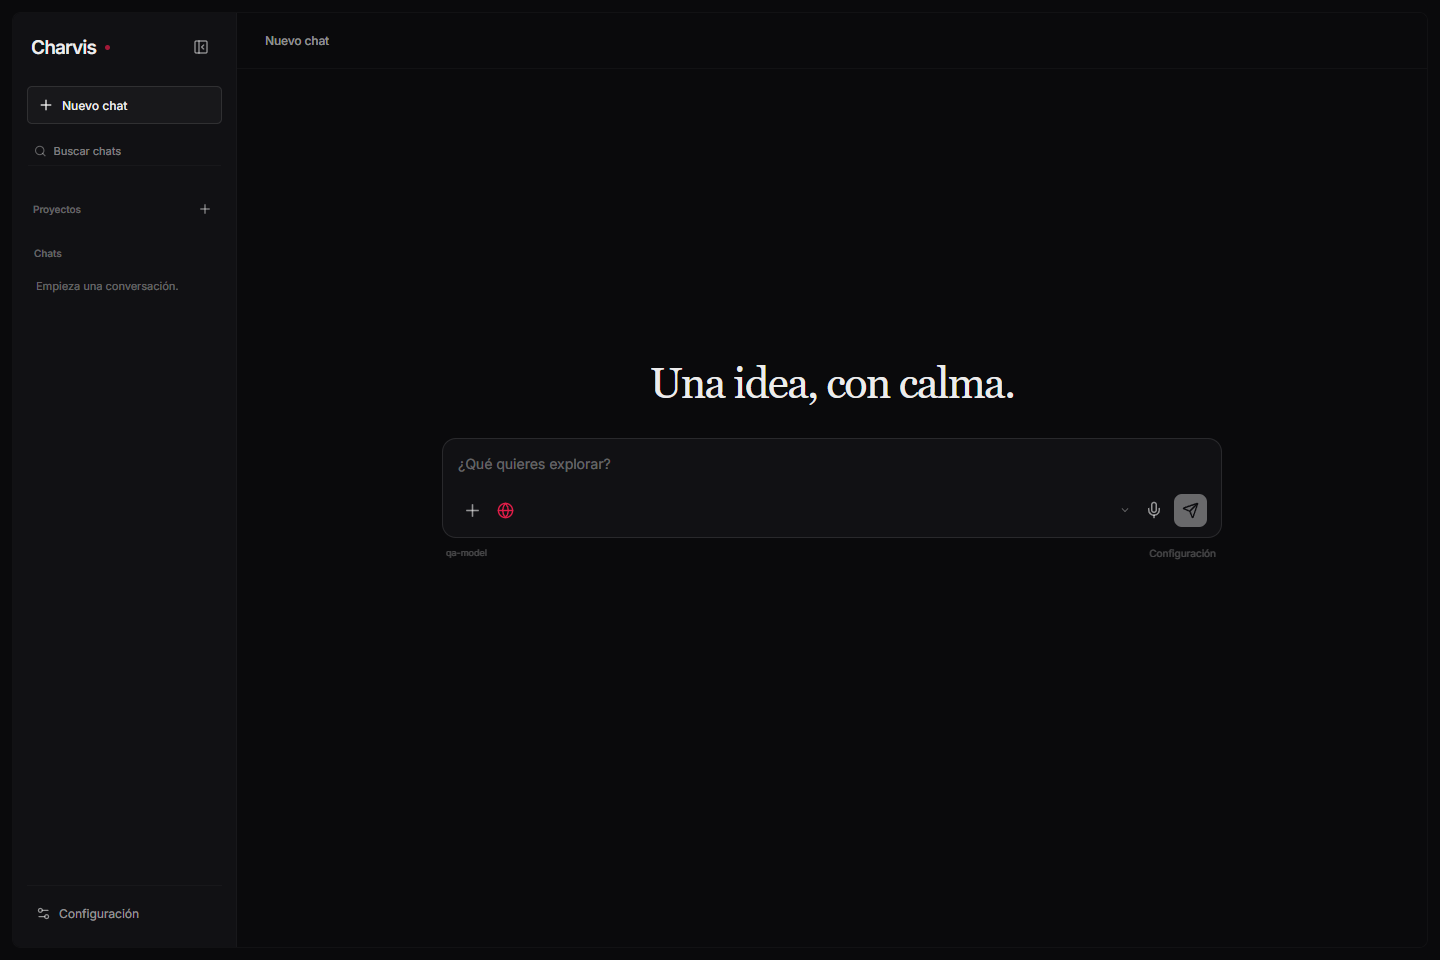 Charvis
Nuevo chat
Nuevo chat
Buscar chats
Proyectos
Chats
Empieza una conversación.
Una idea, con calma.
¿Qué quieres explorar?
qa-model
Configuración
Configuración